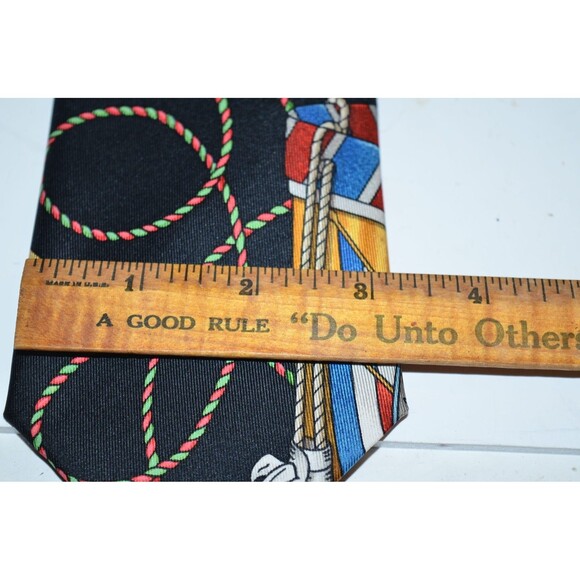 1 2 3 4
MADE IN U.S.A.
A GOOD RULE "Do Unto Others